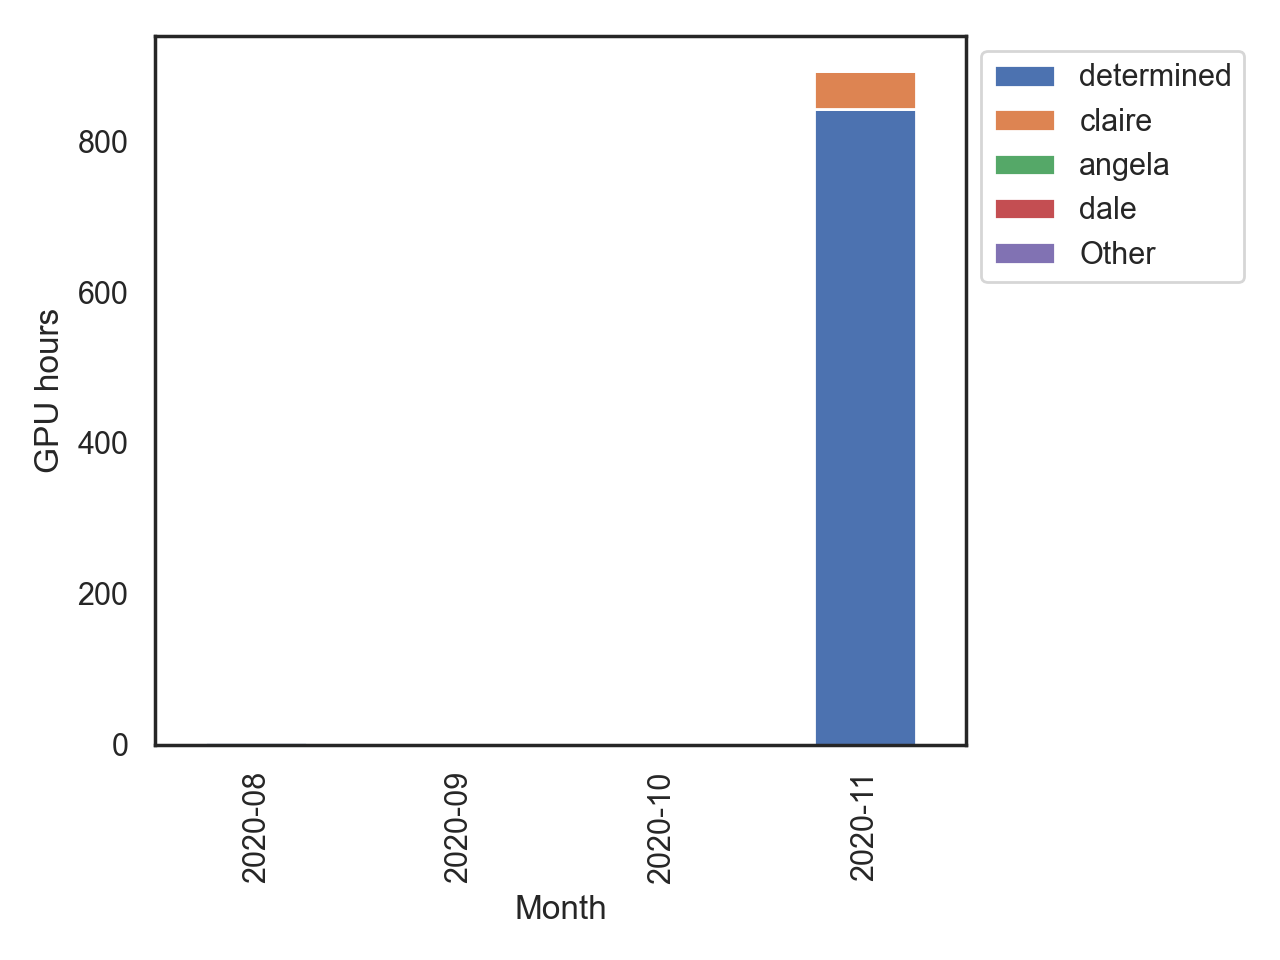 determined
claire
angela
dale
Other
GPU hours
800
600
400
200
0
2020-08
2020-09
2020-10
2020-11
Month